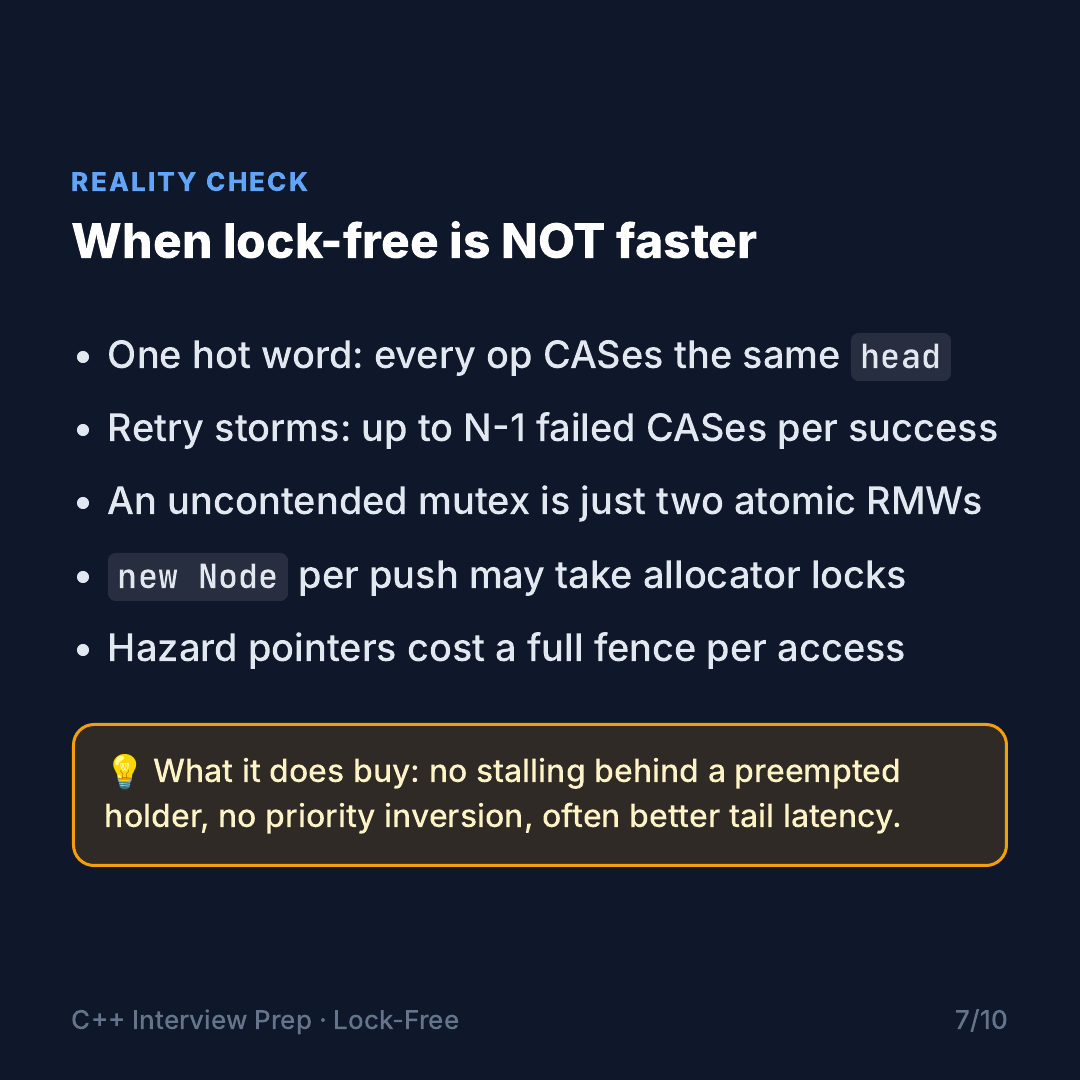 REALITY CHECK
When lock-free is NOT faster
• One hot word: every op CASes the same head
• Retry storms: up to N-1 failed CASes per success
• An uncontended mutex is just two atomic RMWs
• new Node per push may take allocator locks
• Hazard pointers cost a full fence per access
💡 What it does buy: no stalling behind a preempted
holder, no priority inversion, often better tail latency.
C++ Interview Prep · Lock-Free
7/10